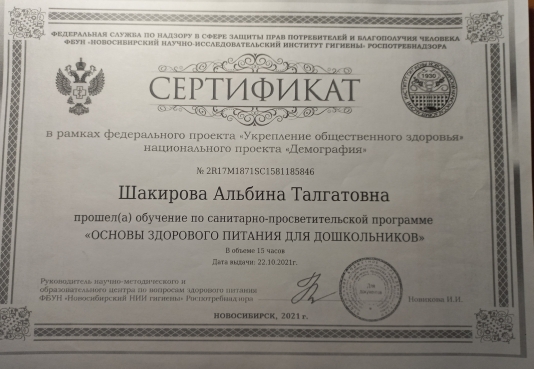 ФЕДЕРАЛЬНАЯ СЛУЖБА ПО НАДЗОРУ В СФЕРЕ ЗАЩИТЫ ПРАВ ПОТРЕБИТЕЛЕЙ И БЛАГОПОЛУЧИЯ ЧЕЛОВЕКА
ФБУН «НОВОСИБИРСКИЙ НАУЧНО-ИССЛЕДОВАТЕЛЬСКИЙ ИНСТИТУТ ГИГИЕНЫ» РОСПОТРЕБНАДЗОРА
1930
СЕРТИФИКАТ
в рамках федерального проекта «Укрепление общественного здоровья»
национального проекта «Демография»
№ 2R17M1871SC1581185846
Шакирова Альбина Талгатовна
прошел(а) обучение по санитарно-просветительской программе
«ОСНОВЫ ЗДОРОВОГО ПИТАНИЯ ДЛЯ ДОШКОЛЬНИКОВ»
В объеме 15 часов
Дата выдачи: 22.10.2021г.
Руководитель научно-методического и
образовательного центра по вопросам здорового питания
ФБУН «Новосибирский НИИ гигиены» Роспотребнадзора
Новикова И.И.
НОВОСИБИРСК, 2021 г.